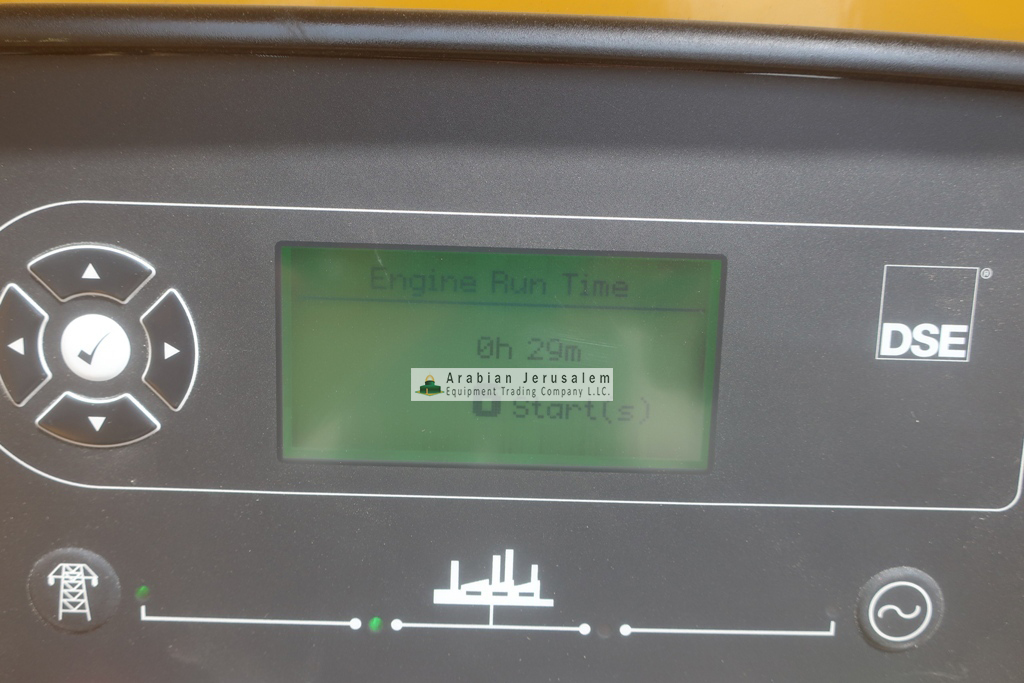 Engine Run Time
0h 29m
Arabian Jerusalem
Equipment Trading Company L.L.C.
Start(s)
DSE®